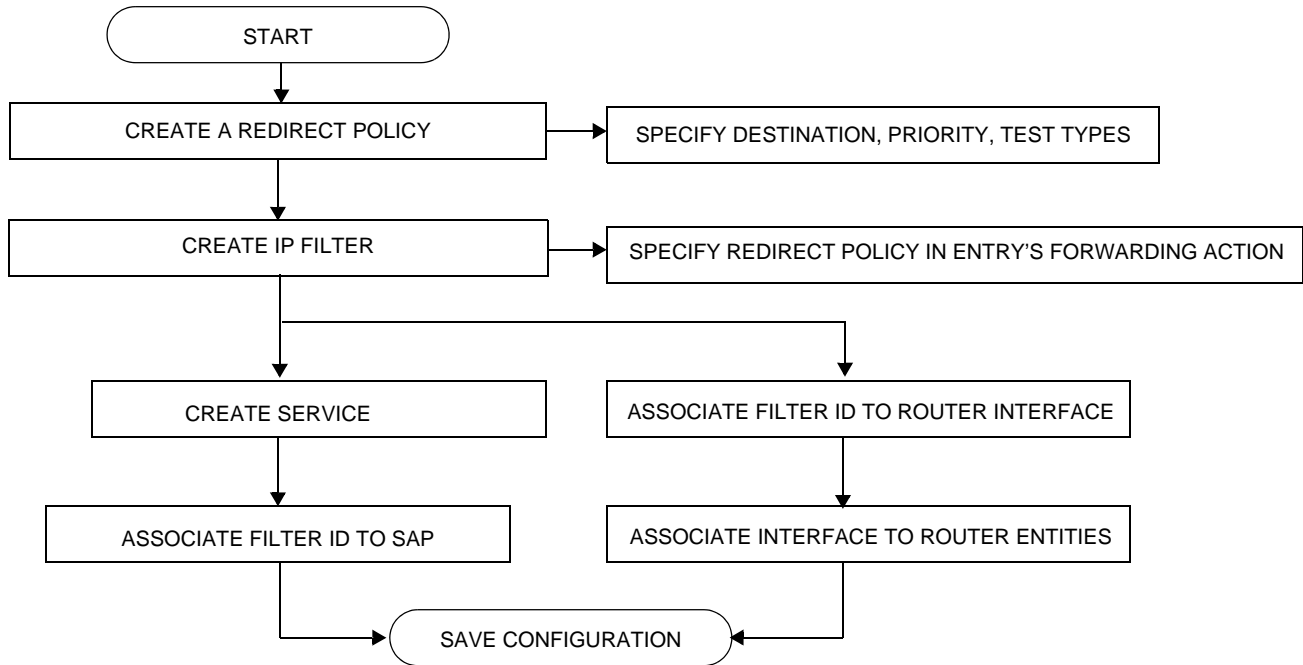 START
CREATE A REDIRECT POLICY
SPECIFY DESTINATION, PRIORITY, TEST TYPES
CREATE IP FILTER
SPECIFY REDIRECT POLICY IN ENTRY’S FORWARDING ACTION
CREATE SERVICE
ASSOCIATE FILTER ID TO ROUTER INTERFACE
ASSOCIATE FILTER ID TO SAP
ASSOCIATE INTERFACE TO ROUTER ENTITIES
SAVE CONFIGURATION